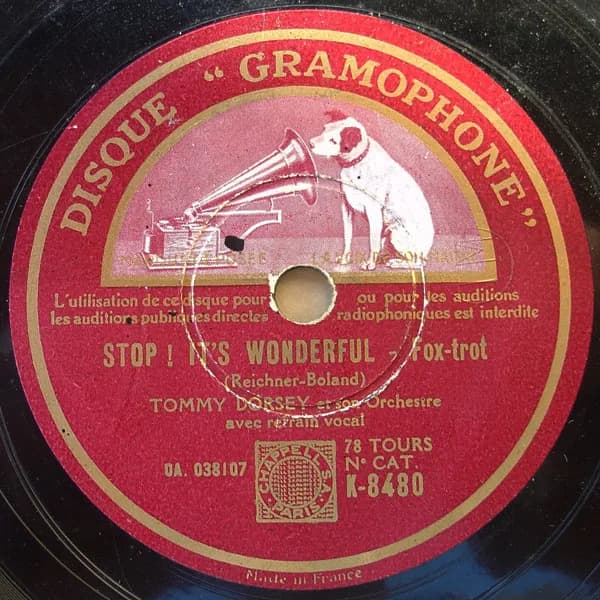 DISQUE "GRAMOPHONE"
L'utilisation de ce disque pour ou pour les auditions
les auditions publiques directes radiophoniques est interdite
STOP ! IT'S WONDERFUL - Fox-trot
(Reichner-Boland)
TOMMY DORSEY et son Orchestre
avec refrain vocal
OA. 038107
CHAPPELL S.A.
PARIS
78 TOURS
No CAT.
K-8480
Made in France